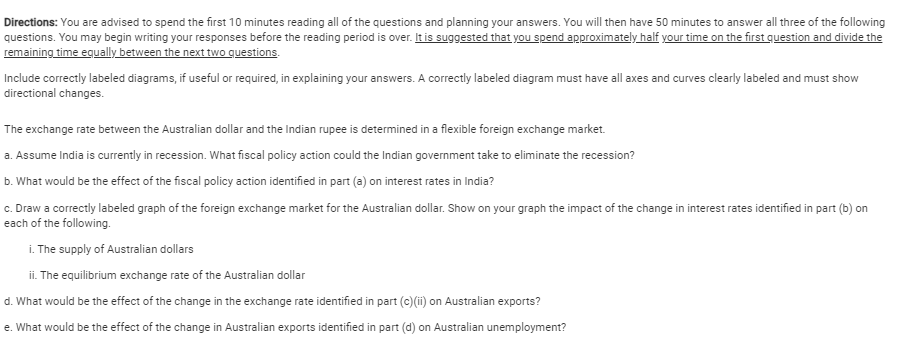 Directions: You are advised to spend the first 10 minutes reading all of the questions and planning your answers. You will then have 50 minutes to answer all three of the following
questions. You may begin writing your responses before the reading period is over. It is suggested that you spend approximately half your time on the first question and divide the
remaining time equally between the next two questions.
Include correctly labeled diagrams, if useful or required, in explaining your answers. A correctly labeled diagram must have all axes and curves clearly labeled and must show
directional changes.
The exchange rate between the Australian dollar and the Indian rupee is determined in a flexible foreign exchange market.
a. Assume India is currently in recession. What fiscal policy action could the Indian government take to eliminate the recession?
b. What would be the effect of the fiscal policy action identified in part (a) on interest rates in India?
c. Draw a correctly labeled graph of the foreign exchange market for the Australian dollar. Show on your graph the impact of the change in interest rates identified in part (b) on
each of the following.
i. The supply of Australian dollars
ii. The equilibrium exchange rate of the Australian dollar
d. What would be the effect of the change in the exchange rate identified in part (c)(ii) on Australian exports?
e. What would be the effect of the change in Australian exports identified in part (d) on Australian unemployment?